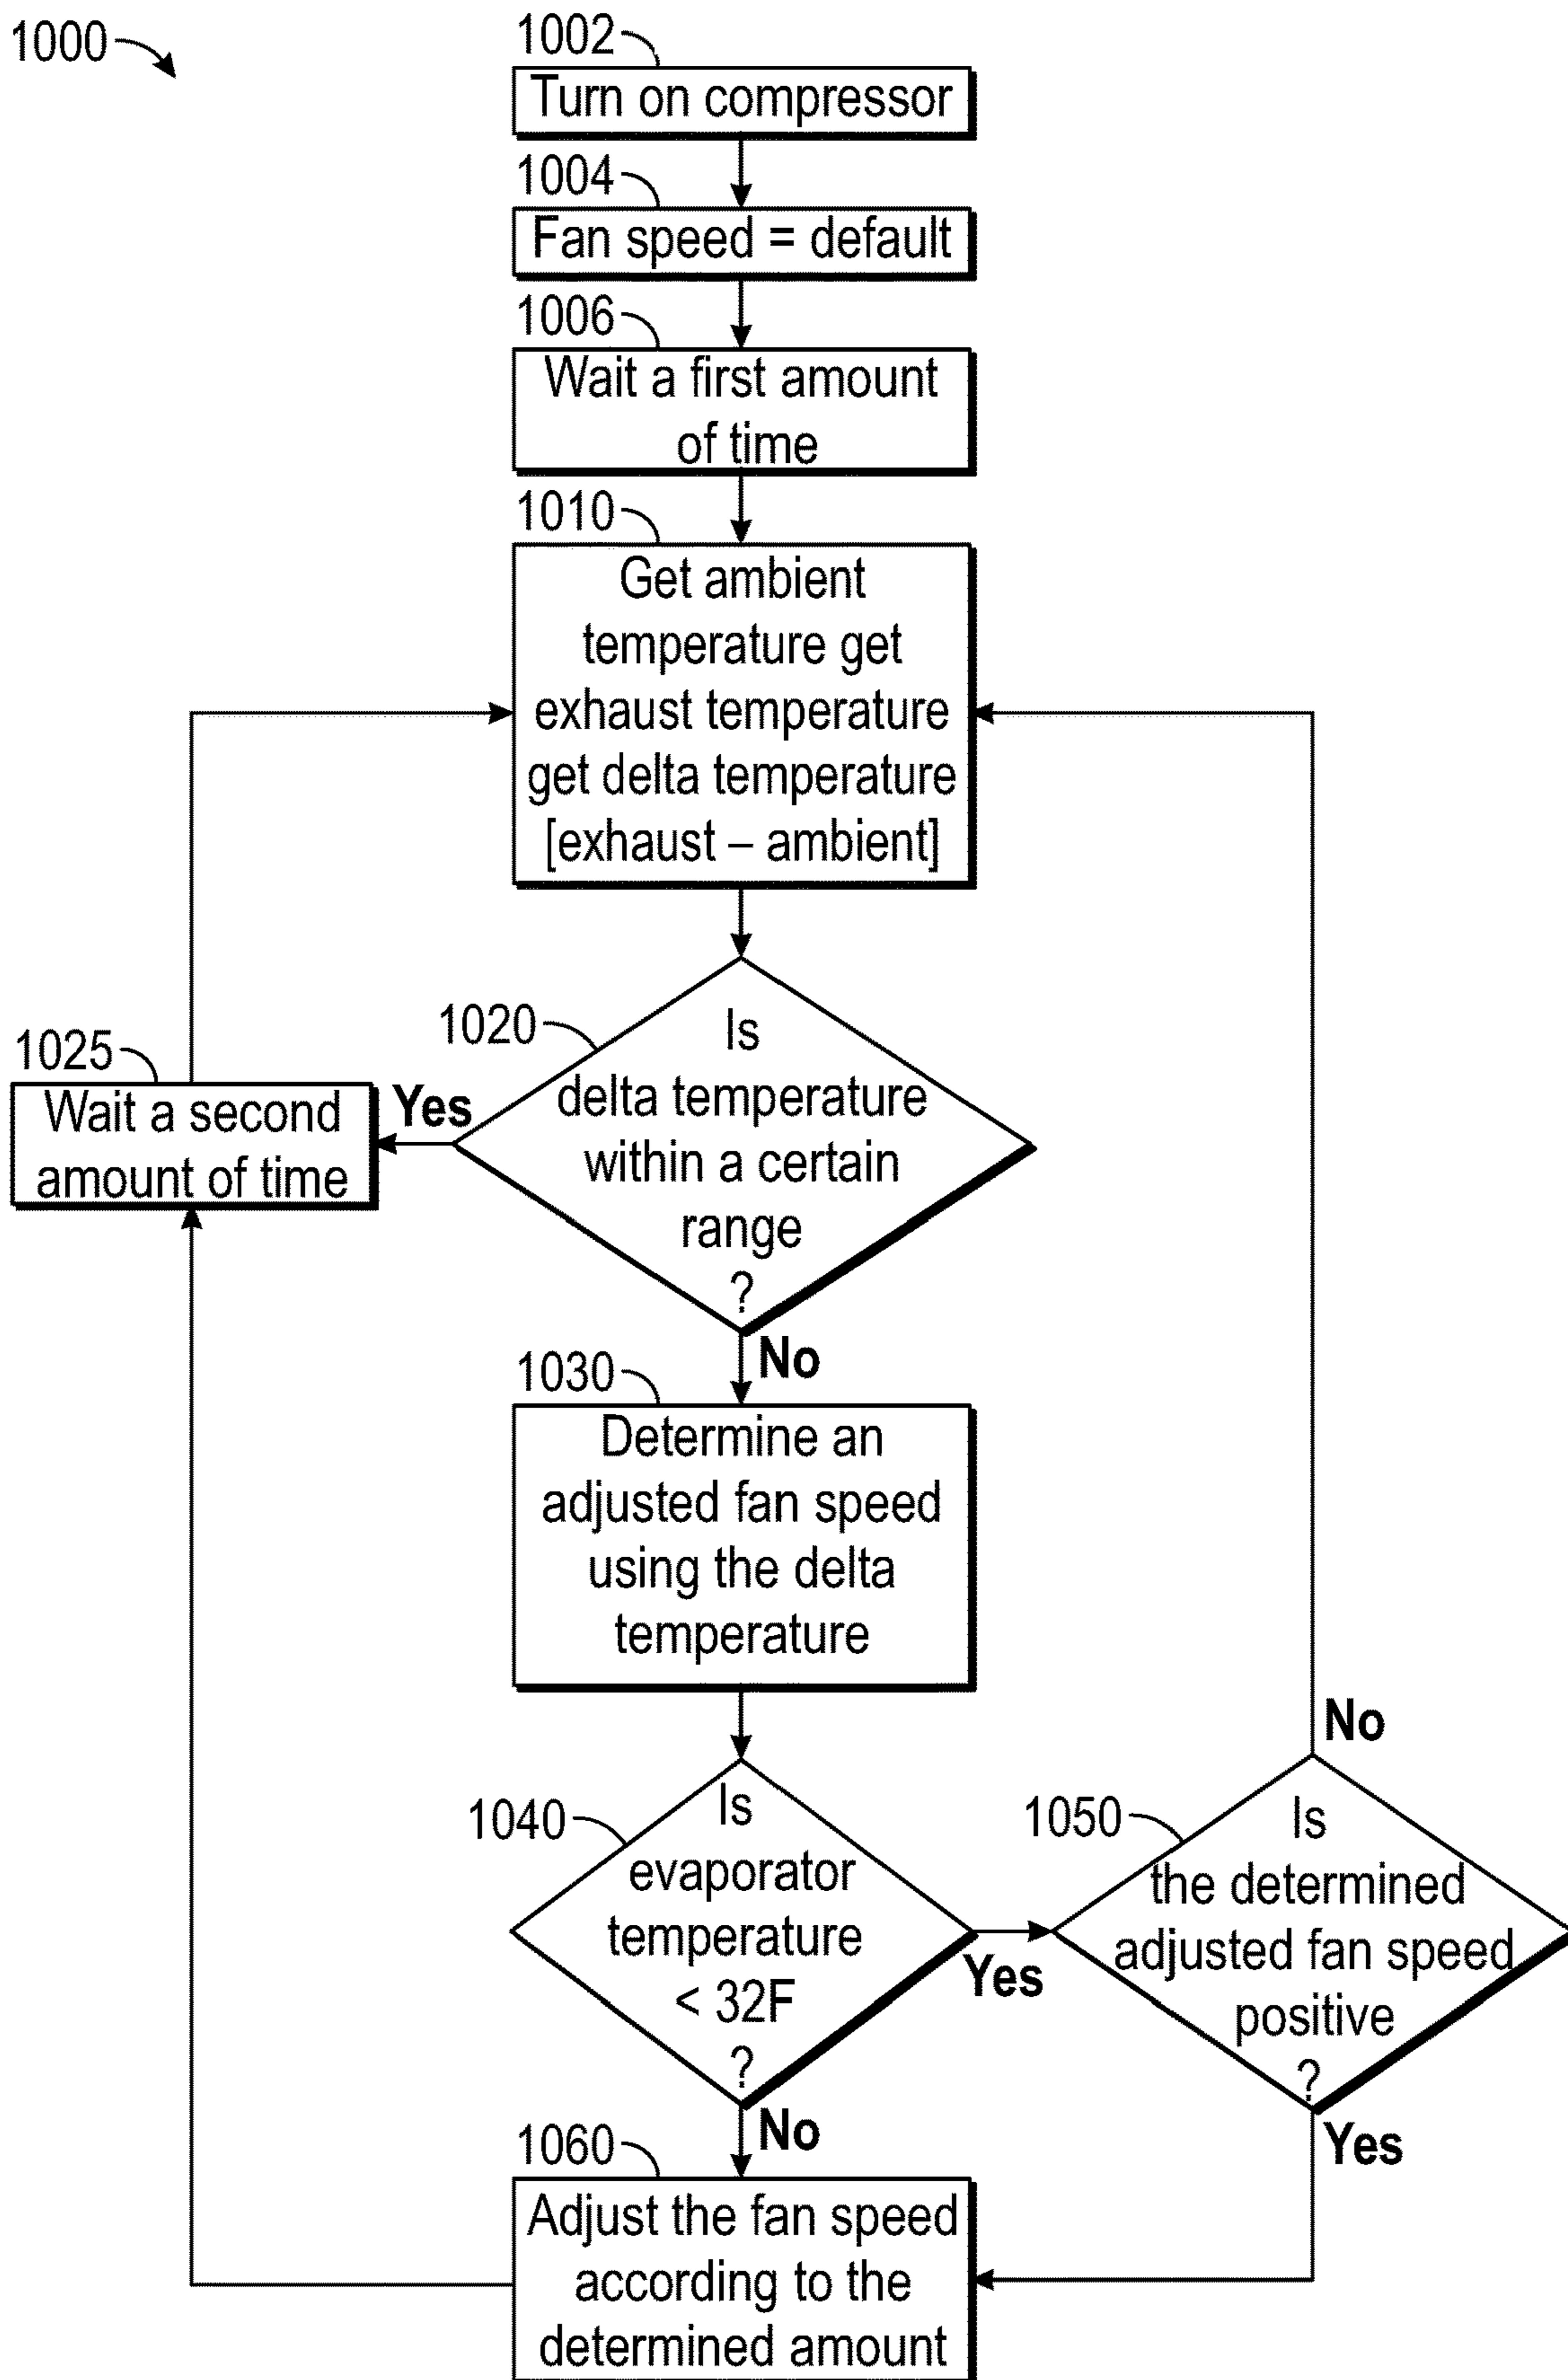 1000
1002
Turn on compressor
1004
Fan speed = default
1006
Wait a first amount
of time
1010
Get ambient
temperature get
exhaust temperature
get delta temperature
[exhaust – ambient]
1020
Is
delta temperature
within a certain
range
?
Yes
1025
Wait a second
amount of time
No
1030
Determine an
adjusted fan speed
using the delta
temperature
1040
Is
evaporator
temperature
< 32F
?
Yes
No
1050
Is
the determined
adjusted fan speed
positive
?
No
Yes
1060
Adjust the fan speed
according to the
determined amount